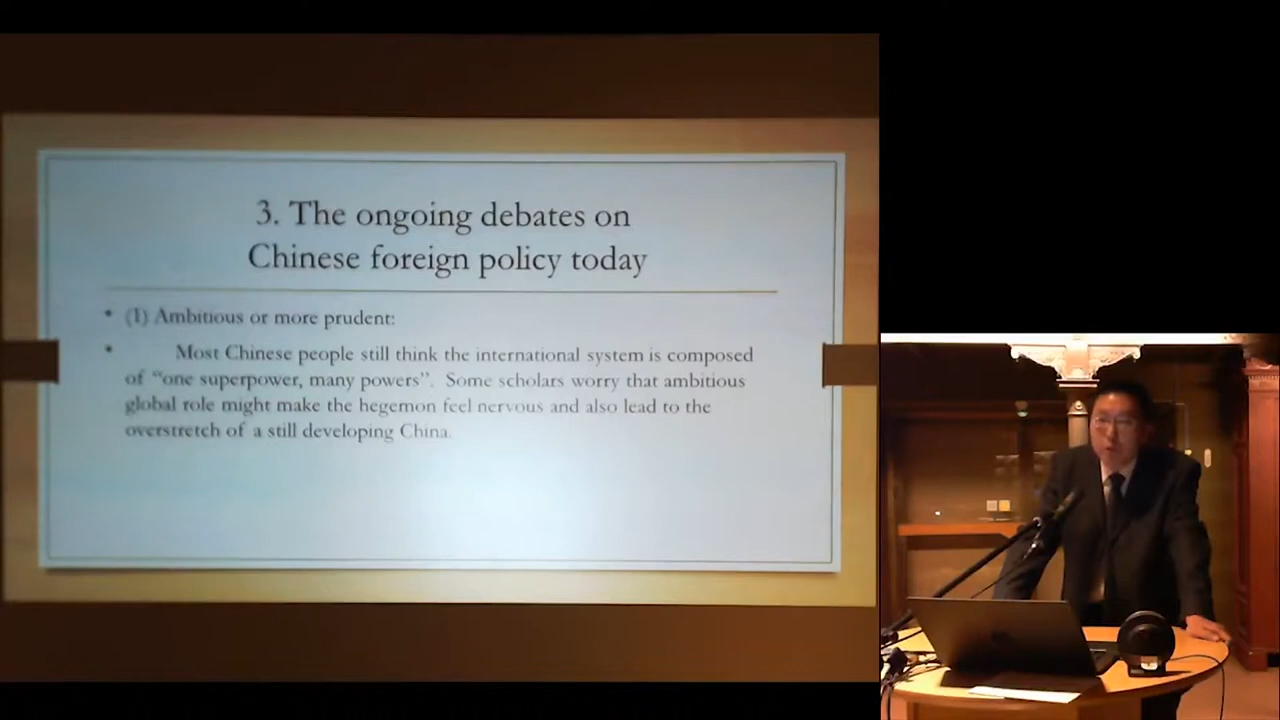 3. The ongoing debates on
Chinese foreign policy today
• (1) Ambitious or more prudent:
• Most Chinese people still think the international system is composed
of “one superpower, many powers”. Some scholars worry that ambitious
global role might make the hegemon feel nervous and also lead to the
overstretch of a still developing China.